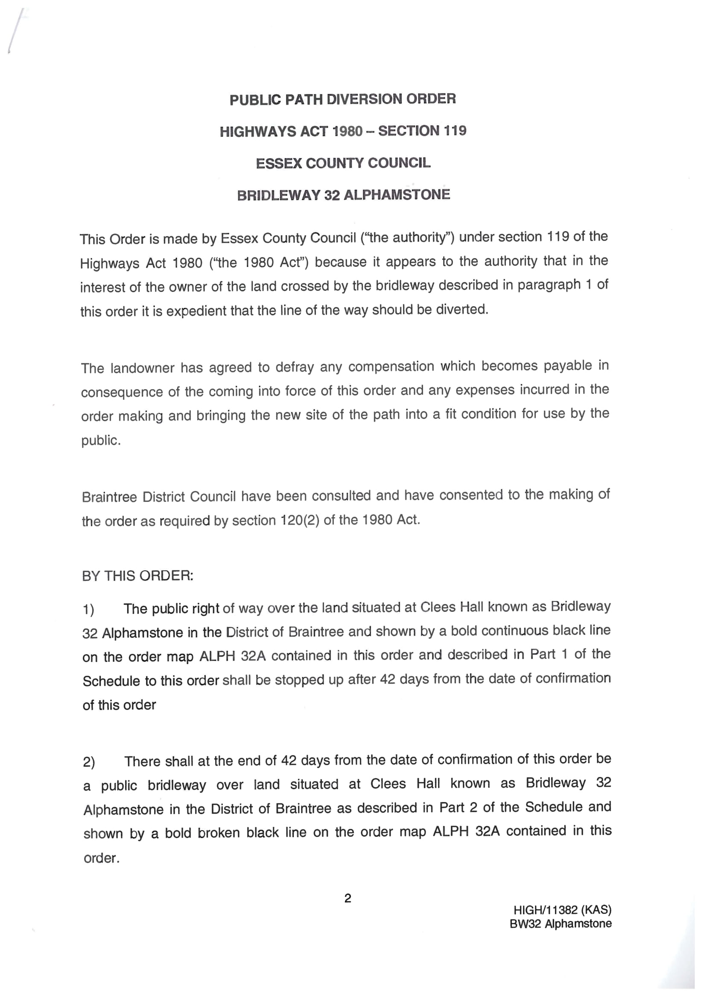 PUBLIC PATH DIVERSION ORDER
HIGHWAYS ACT 1980 – SECTION 119
ESSEX COUNTY COUNCIL
BRIDLEWAY 32 ALPHAMSTONE
This Order is made by Essex County Council (“the authority”) under section 119 of the
Highways Act 1980 (“the 1980 Act”) because it appears to the authority that in the
interest of the owner of the land crossed by the bridleway described in paragraph 1 of
this order it is expedient that the line of the way should be diverted.
The landowner has agreed to defray any compensation which becomes payable in
consequence of the coming into force of this order and any expenses incurred in the
order making and bringing the new site of the path into a fit condition for use by the
public.
Braintree District Council have been consulted and have consented to the making of
the order as required by section 120(2) of the 1980 Act.
BY THIS ORDER:
1) The public right of way over the land situated at Clees Hall known as Bridleway
32 Alphamstone in the District of Braintree and shown by a bold continuous black line
on the order map ALPH 32A contained in this order and described in Part 1 of the
Schedule to this order shall be stopped up after 42 days from the date of confirmation
of this order
2) There shall at the end of 42 days from the date of confirmation of this order be
a public bridleway over land situated at Clees Hall known as Bridleway 32
Alphamstone in the District of Braintree as described in Part 2 of the Schedule and
shown by a bold broken black line on the order map ALPH 32A contained in this
order.
2
HIGH/11382 (KAS)
BW32 Alphamstone